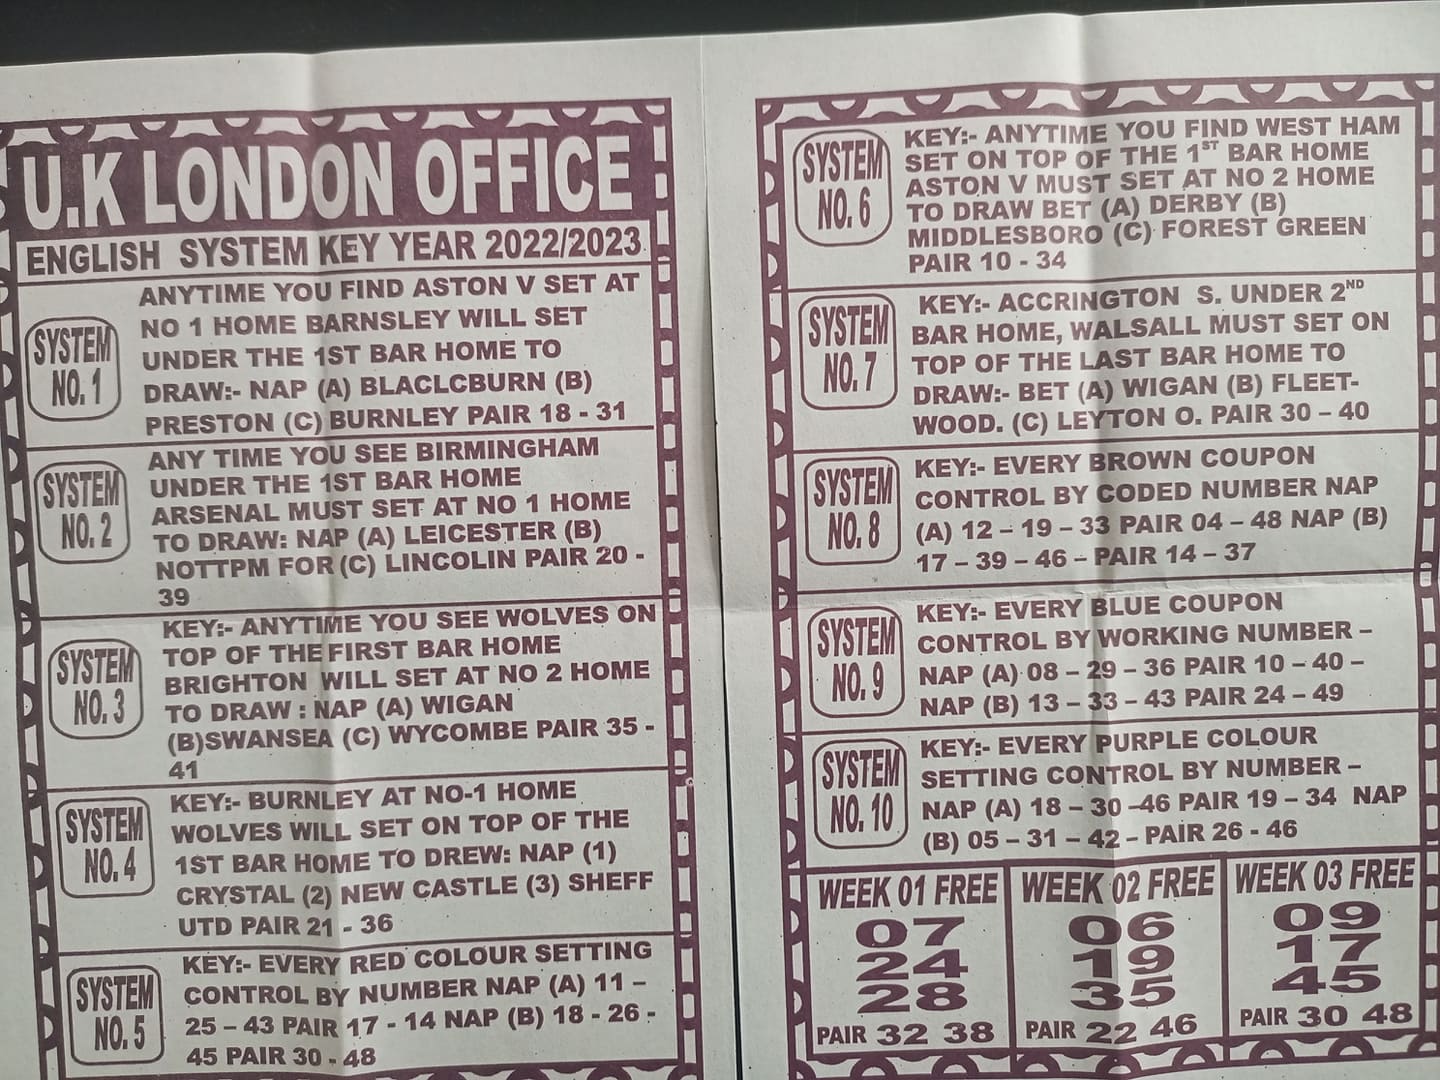 U.K LONDON OFFICE
ENGLISH SYSTEM KEY YEAR 2022/2023
SYSTEM
NO. 1
ANYTIME YOU FIND ASTON V SET AT
NO 1 HOME BARNSLEY WILL SET
UNDER THE 1ST BAR HOME TO
DRAW:- NAP (A) BLACLCBURN (B)
PRESTON (C) BURNLEY PAIR 18 - 31
SYSTEM
NO. 2
ANY TIME YOU SEE BIRMINGHAM
UNDER THE 1ST BAR HOME
ARSENAL MUST SET AT NO 1 HOME
TO DRAW: NAP (A) LEICESTER (B)
NOTTPM FOR (C) LINCOLIN PAIR 20 -
39
SYSTEM
NO. 3
KEY:- ANYTIME YOU SEE WOLVES ON
TOP OF THE FIRST BAR HOME
BRIGHTON WILL SET AT NO 2 HOME
TO DRAW : NAP (A) WIGAN
(B)SWANSEA (C) WYCOMBE PAIR 35 -
41
SYSTEM
NO. 4
KEY:- BURNLEY AT NO-1 HOME
WOLVES WILL SET ON TOP OF THE
1ST BAR HOME TO DREW: NAP (1)
CRYSTAL (2) NEW CASTLE (3) SHEFF
UTD PAIR 21 - 36
SYSTEM
NO. 5
KEY:- EVERY RED COLOUR SETTING
CONTROL BY NUMBER NAP (A) 11 –
25 – 43 PAIR 17 - 14 NAP (B) 18 - 26 -
45 PAIR 30 - 48
SYSTEM
NO. 6
KEY:- ANYTIME YOU FIND WEST HAM
SET ON TOP OF THE 1ST BAR HOME
ASTON V MUST SET AT NO 2 HOME
TO DRAW BET (A) DERBY (B)
MIDDLESBORO (C) FOREST GREEN
PAIR 10 - 34
SYSTEM
NO. 7
KEY:- ACCRINGTON S. UNDER 2ND
BAR HOME, WALSALL MUST SET ON
TOP OF THE LAST BAR HOME TO
DRAW:- BET (A) WIGAN (B) FLEET-
WOOD. (C) LEYTON O. PAIR 30 – 40
SYSTEM
NO. 8
KEY:- EVERY BROWN COUPON
CONTROL BY CODED NUMBER NAP
(A) 12 – 19 – 33 PAIR 04 – 48 NAP (B)
17 – 39 – 46 – PAIR 14 – 37
SYSTEM
NO. 9
KEY:- EVERY BLUE COUPON
CONTROL BY WORKING NUMBER –
NAP (A) 08 – 29 – 36 PAIR 10 – 40 –
NAP (B) 13 – 33 – 43 PAIR 24 – 49
SYSTEM
NO. 10
KEY:- EVERY PURPLE COLOUR
SETTING CONTROL BY NUMBER –
NAP (A) 18 – 30 –46 PAIR 19 – 34 NAP
(B) 05 – 31 – 42 – PAIR 26 - 46
WEEK 01 FREE
07
24
28
PAIR 32 38
WEEK 02 FREE
06
19
35
PAIR 22 46
WEEK 03 FREE
09
17
45
PAIR 30 48